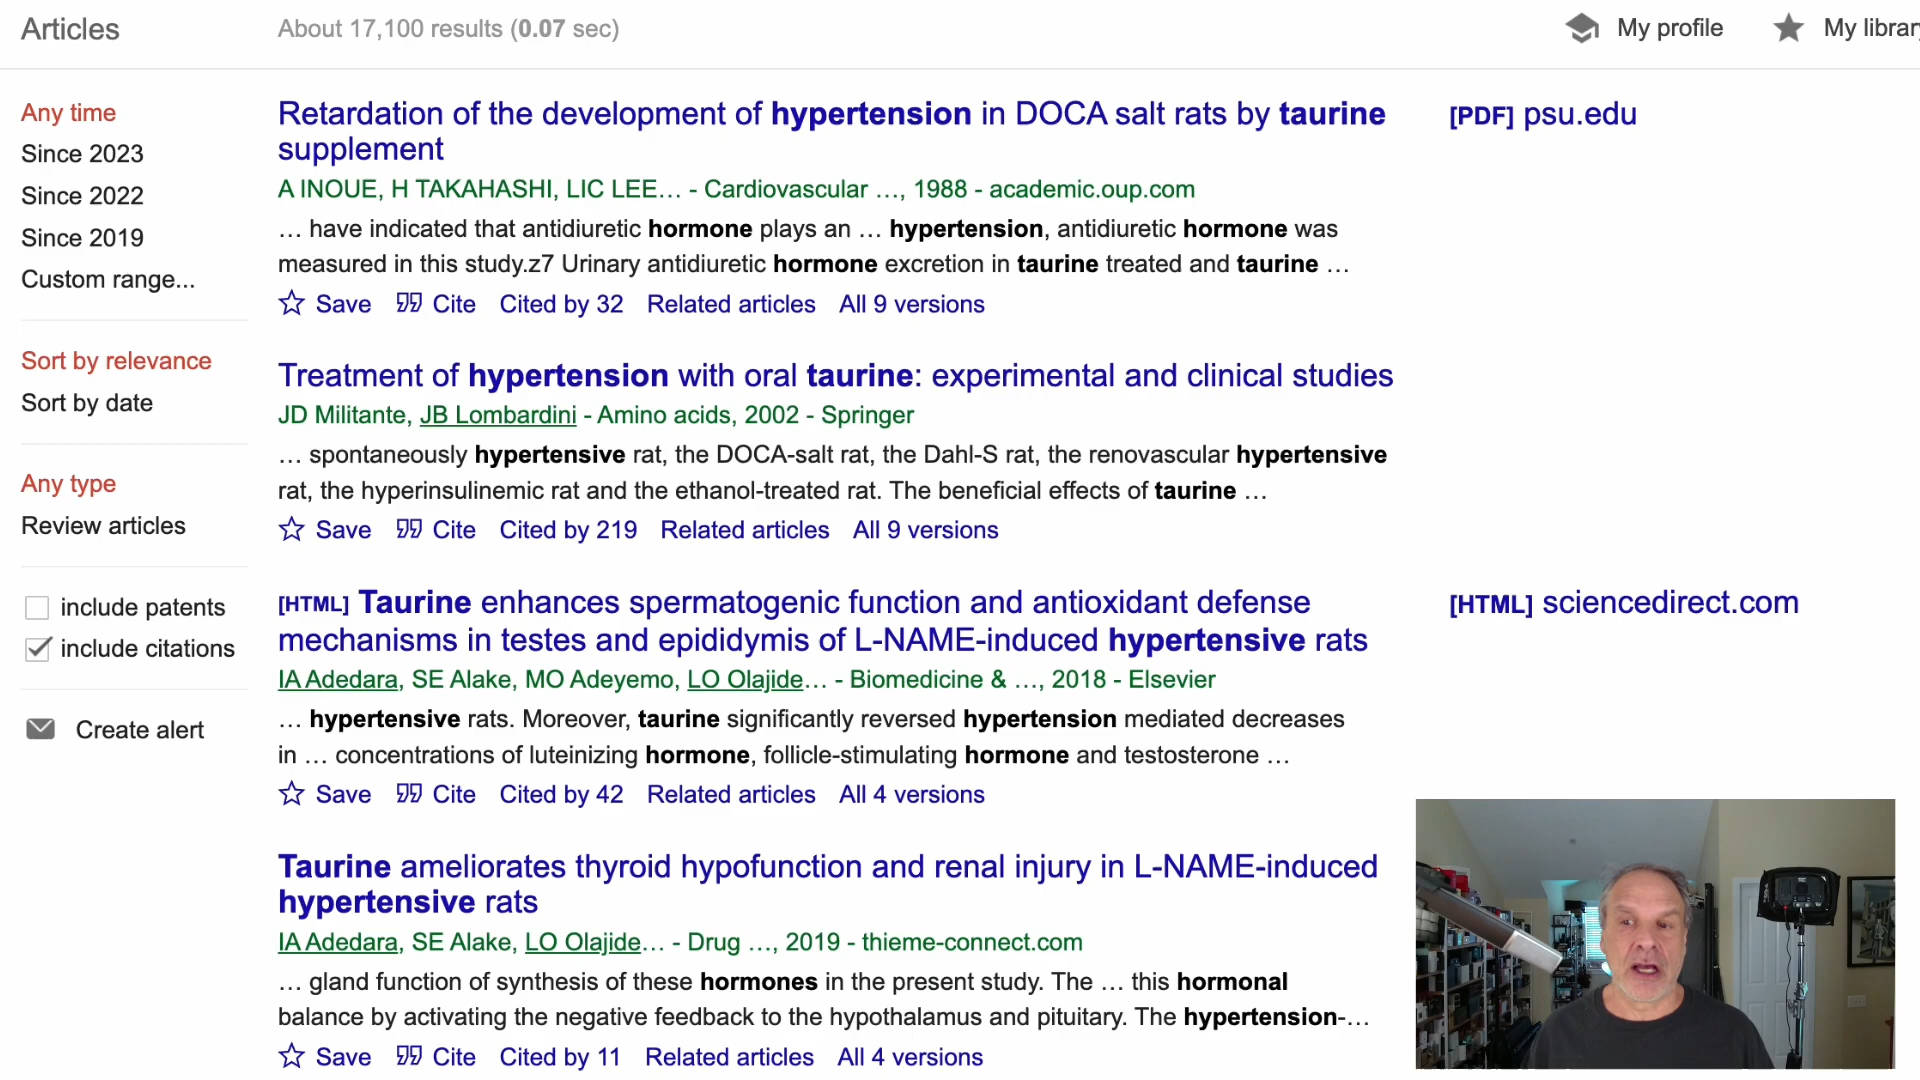 Articles
About 17,100 results (0.07 sec)
My profile
My library
Any time
Since 2023
Since 2022
Since 2019
Custom range...
Sort by relevance
Sort by date
Any type
Review articles
include patents
include citations
Create alert
Retardation of the development of hypertension in DOCA salt rats by taurine
supplement
A INOUE, H TAKAHASHI, LIC LEE… - Cardiovascular …, 1988 - academic.oup.com
… have indicated that antidiuretic hormone plays an … hypertension, antidiuretic hormone was
measured in this study.z7 Urinary antidiuretic hormone excretion in taurine treated and taurine …
Save Cite Cited by 32 Related articles All 9 versions
[PDF] psu.edu
Treatment of hypertension with oral taurine: experimental and clinical studies
JD Militante, JB Lombardini - Amino acids, 2002 - Springer
… spontaneously hypertensive rat, the DOCA-salt rat, the Dahl-S rat, the renovascular hypertensive
rat, the hyperinsulinemic rat and the ethanol-treated rat. The beneficial effects of taurine …
Save Cite Cited by 219 Related articles All 9 versions
[HTML] Taurine enhances spermatogenic function and antioxidant defense
mechanisms in testes and epididymis of L-NAME-induced hypertensive rats
IA Adedara, SE Alake, MO Adeyemo, LO Olajide… - Biomedicine & …, 2018 - Elsevier
… hypertensive rats. Moreover, taurine significantly reversed hypertension mediated decreases
in … concentrations of luteinizing hormone, follicle-stimulating hormone and testosterone …
Save Cite Cited by 42 Related articles All 4 versions
[HTML] sciencedirect.com
Taurine ameliorates thyroid hypofunction and renal injury in L-NAME-induced
hypertensive rats
IA Adedara, SE Alake, LO Olajide… - Drug …, 2019 - thieme-connect.com
… gland function of synthesis of these hormones in the present study. The … this hormonal
balance by activating the negative feedback to the hypothalamus and pituitary. The hypertension-…
Save Cite Cited by 11 Related articles All 4 versions